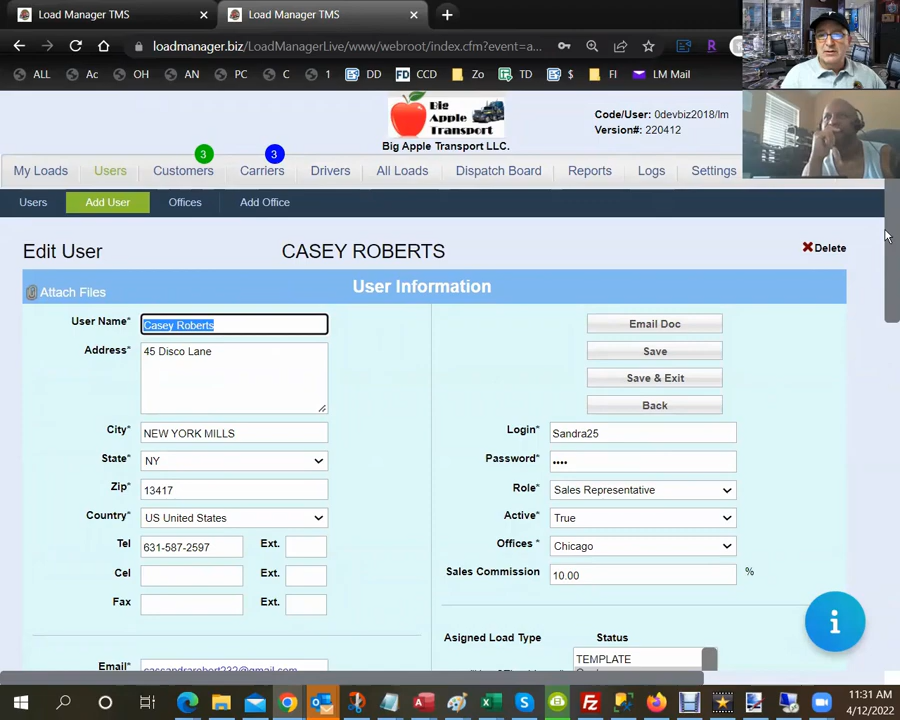 Load Manager TMS
Load Manager TMS
loadmanager.biz/LoadManagerLive/www/webroot/index.cfm?event=a...
ALL Ac OH AN PC C 1 DD CCD Zo TD $ FI LM Mail
Big Apple Transport
Big Apple Transport LLC.
Code/User: 0devbiz2018/lm
Version#: 220412
3
3
My Loads Users Customers Carriers Drivers All Loads Dispatch Board Reports Logs Settings
Users Add User Offices Add Office
Edit User CASEY ROBERTS Delete
Attach Files User Information
User Name* Casey Roberts
Address* 45 Disco Lane
City* NEW YORK MILLS
State* NY
Zip* 13417
Country* US United States
Tel 631-587-2597 Ext.
Cel Ext.
Fax Ext.
Email* cassandrarobert232@gmail.com
Email Doc
Save
Save & Exit
Back
Login* Sandra25
Password* ••••
Role* Sales Representative
Active* True
Offices * Chicago
Sales Commission 10.00 %
Asigned Load Type Status
TEMPLATE
i
11:31 AM
4/12/2022